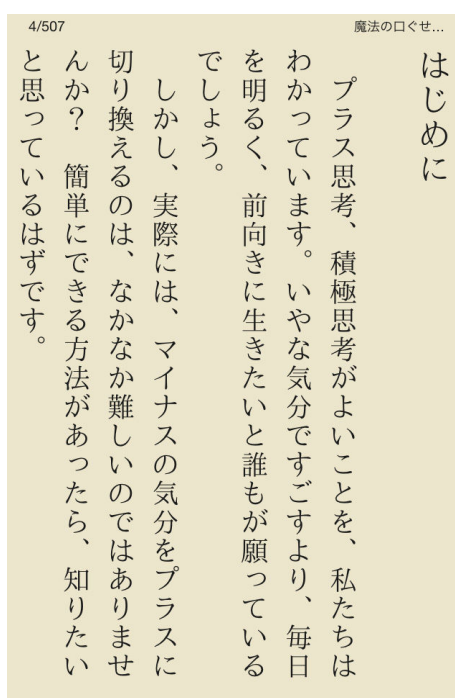 4/507
魔法の口ぐせ…
はじめに
　プラス思考、積極思考がよいことを、私たちは
わかっています。いやな気分ですごすより、毎日
を明るく、前向きに生きたいと誰もが願っている
でしょう。
　しかし、実際には、マイナスの気分をプラスに
切り換えるのは、なかなか難しいのではありませ
んか？　簡単にできる方法があったら、知りたい
と思っているはずです。